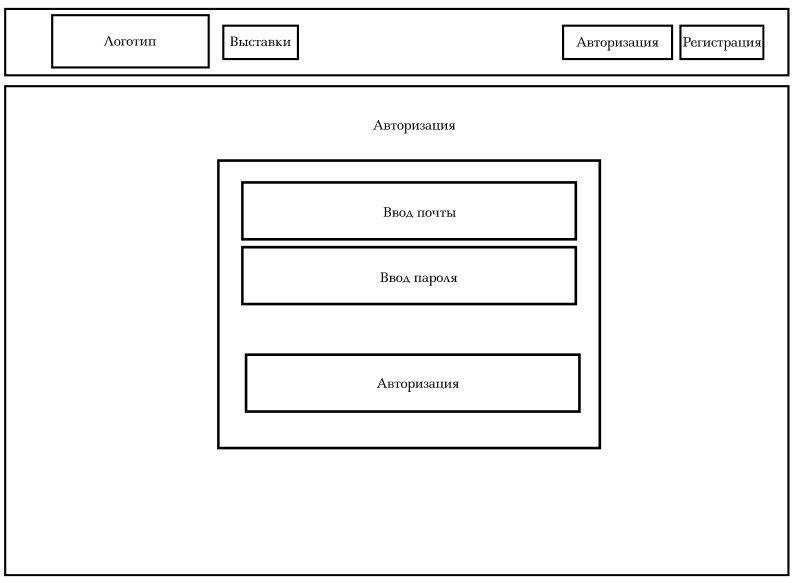 Логотип
Выставки
Авторизация
Регистрация
Авторизация
Ввод почты
Ввод пароля
Авторизация